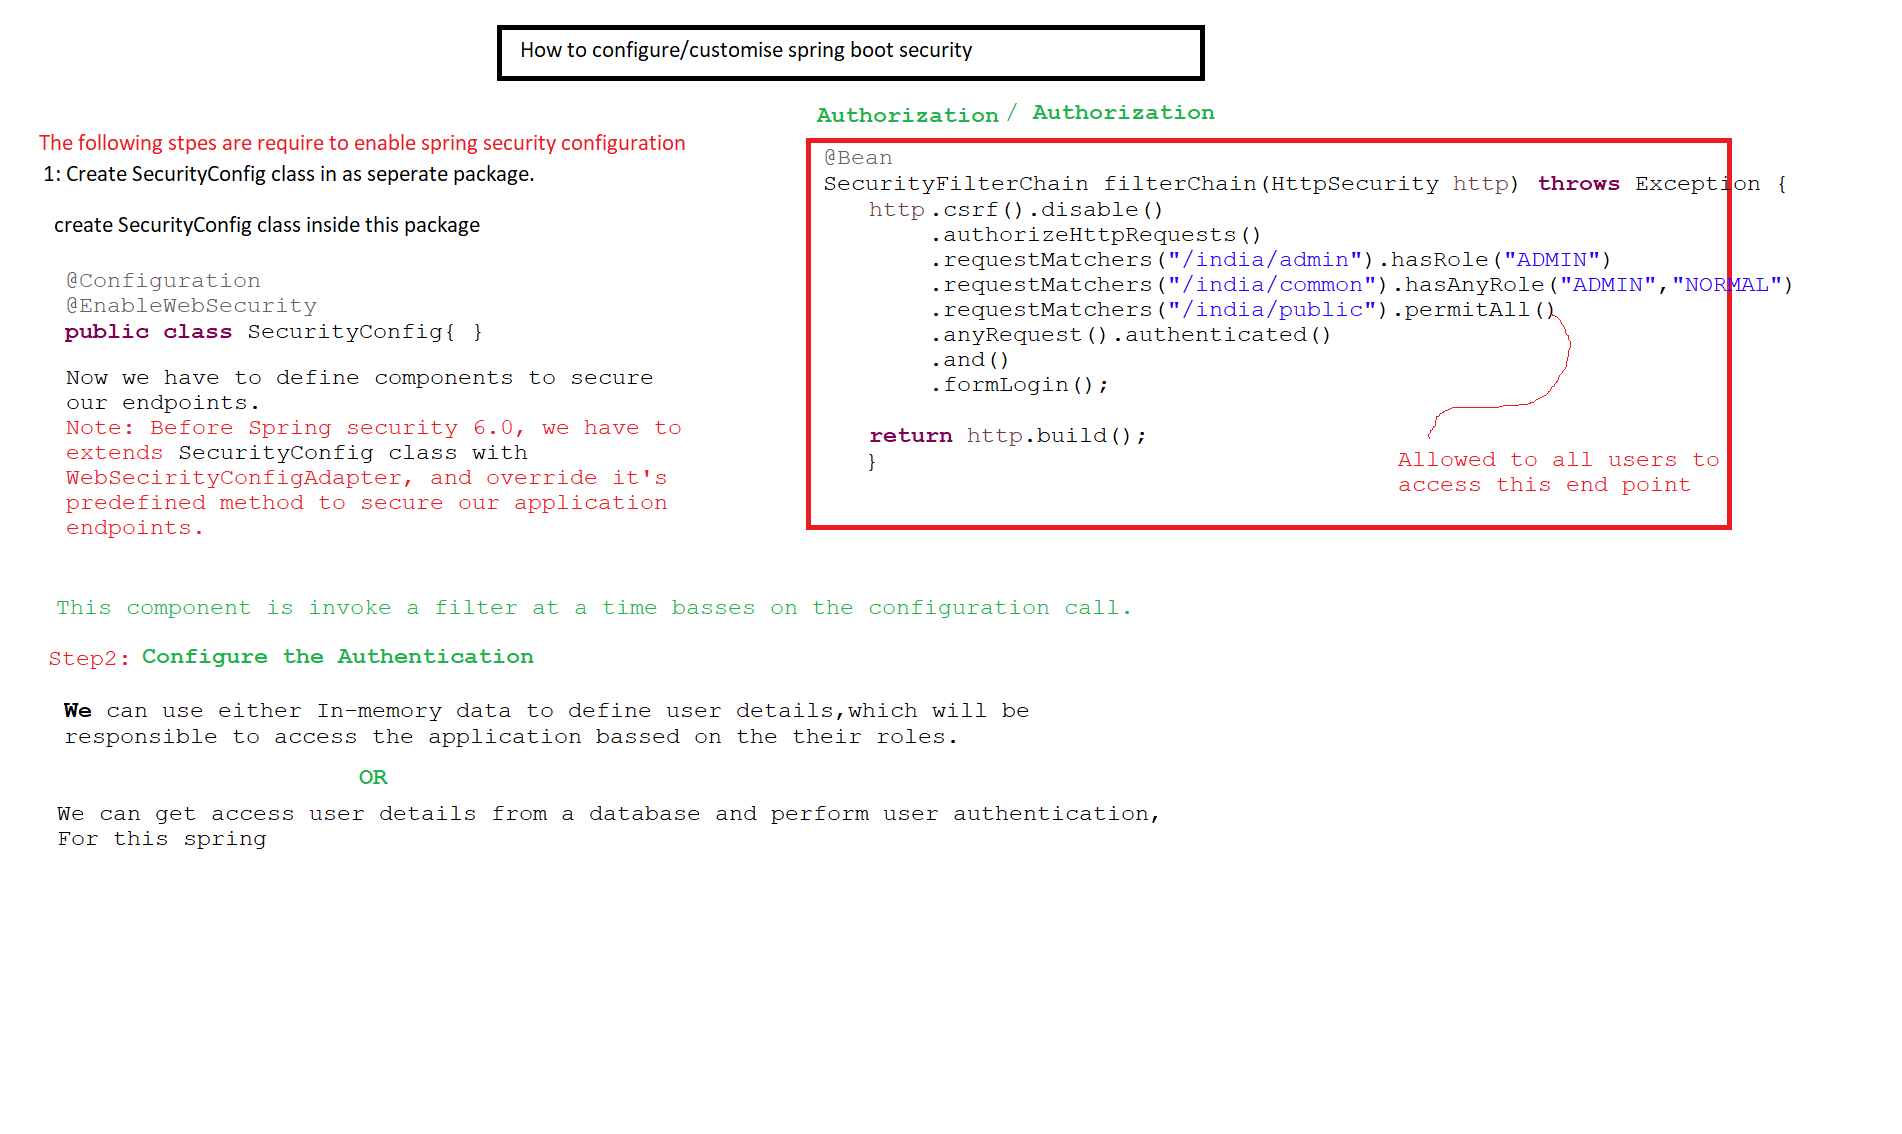 How to configure/customise spring boot security
The following stpes are require to enable spring security configuration
1: Create SecurityConfig class in as seperate package.
create SecurityConfig class inside this package
@Configuration
@EnableWebSecurity
public class SecurityConfig{ }
Now we have to define components to secure
our endpoints.
Note: Before Spring security 6.0, we have to
extends SecurityConfig class with
WebSecirityConfigAdapter, and override it's
predefined method to secure our application
endpoints.
Authorization / Authorization
@Bean
SecurityFilterChain filterChain(HttpSecurity http) throws Exception {
http.csrf().disable()
.authorizeHttpRequests()
.requestMatchers("/india/admin").hasRole("ADMIN")
.requestMatchers("/india/common").hasAnyRole("ADMIN","NORMAL")
.requestMatchers("/india/public").permitAll()
.anyRequest().authenticated()
.and()
.formLogin();
return http.build();
}
Allowed to all users to
access this end point
This component is invoke a filter at a time basses on the configuration call.
Step2: Configure the Authentication
We can use either In-memory data to define user details,which will be
responsible to access the application bassed on the their roles.
OR
We can get access user details from a database and perform user authentication,
For this spring